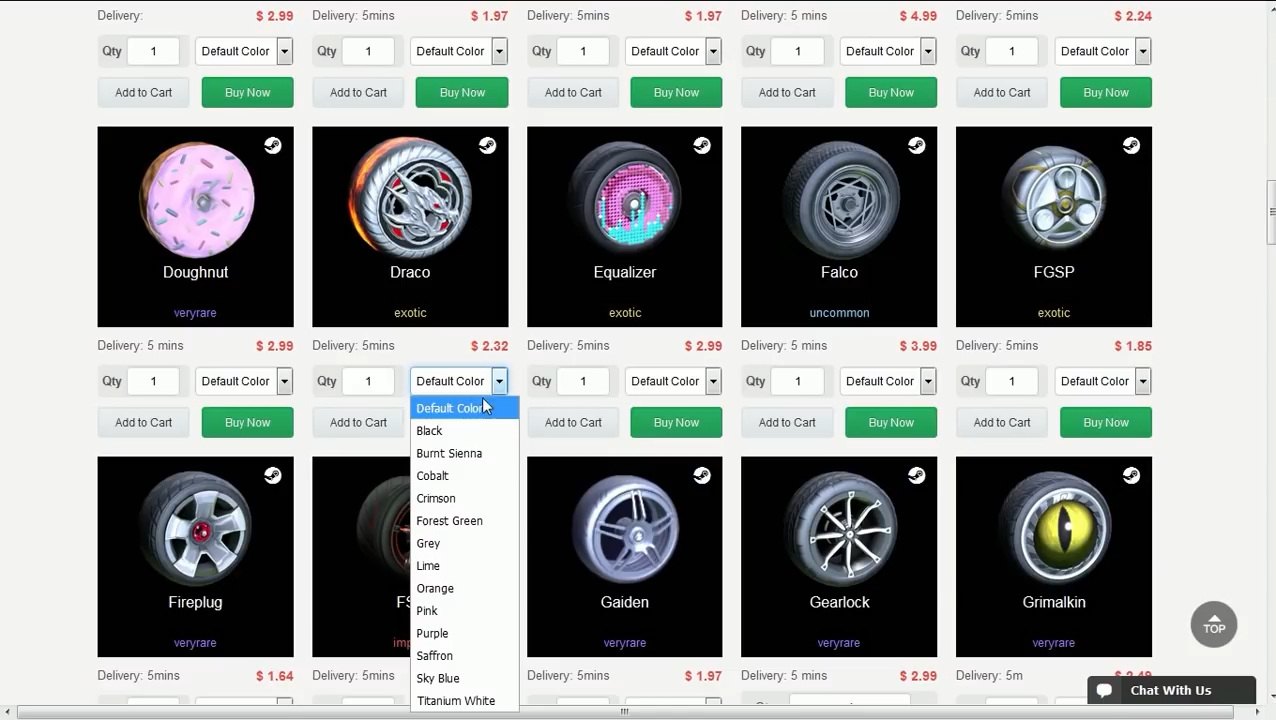 Delivery: $ 2.99 Delivery: 5mins $ 1.97 Delivery: 5mins $ 1.97 Delivery: 5 mins $ 4.99 Delivery: 5mins $ 2.24
Qty 1 Default Color Qty 1 Default Color Qty 1 Default Color Qty 1 Default Color Qty 1 Default Color
Add to Cart Buy Now Add to Cart Buy Now Add to Cart Buy Now Add to Cart Buy Now Add to Cart Buy Now
Doughnut Draco Equalizer Falco FGSP
veryrare exotic exotic uncommon exotic
Delivery: 5 mins $ 2.99 Delivery: 5mins $ 2.32 Delivery: 5mins $ 2.99 Delivery: 5mins $ 3.99 Delivery: 5mins $ 1.85
Qty 1 Default Color Qty 1 Default Color Qty 1 Default Color Qty 1 Default Color Qty 1 Default Color
Add to Cart Buy Now Add to Cart Add to Cart Buy Now Add to Cart Buy Now Add to Cart Buy Now
Default Color
Black
Burnt Sienna
Cobalt
Crimson
Forest Green
Grey
Lime
Orange
Pink
Purple
Saffron
Sky Blue
Titanium White
Fireplug Gaiden Gearlock Grimalkin
veryrare veryrare veryrare veryrare
TOP
Delivery: 5mins $ 1.64 Delivery: 5mins $ 1.97 Delivery: 5mins $ 2.99 Delivery: 5m
Chat With Us